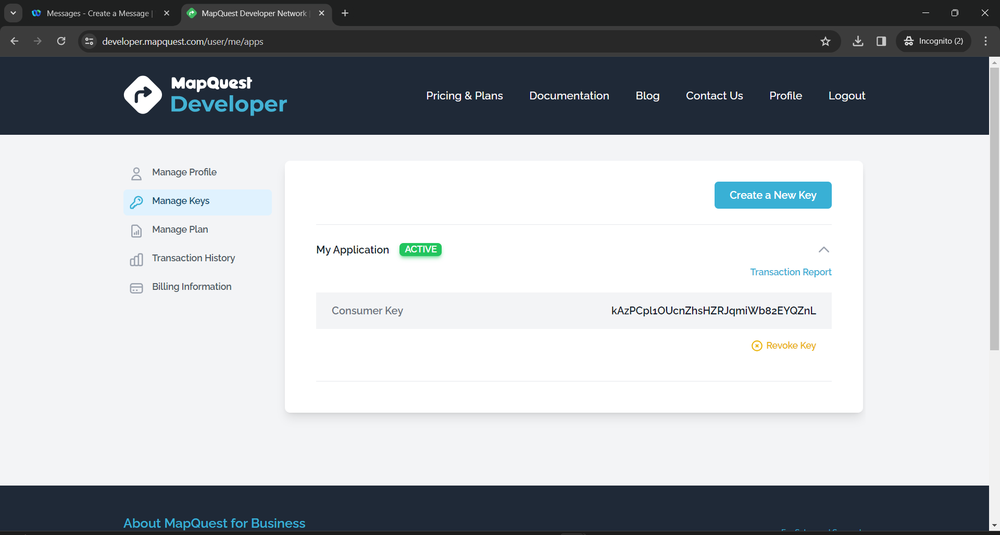 Messages - Create a Message |
MapQuest Developer Network |
developer.mapquest.com/user/me/apps
Incognito (2)
MapQuest
Developer
Pricing & Plans
Documentation
Blog
Contact Us
Profile
Logout
Manage Profile
Manage Keys
Manage Plan
Transaction History
Billing Information
Create a New Key
My Application
ACTIVE
Transaction Report
Consumer Key
kAzPCpl1OUcnZhsHZRJqmiWb82EYQZnL
Revoke Key
About MapQuest for Business